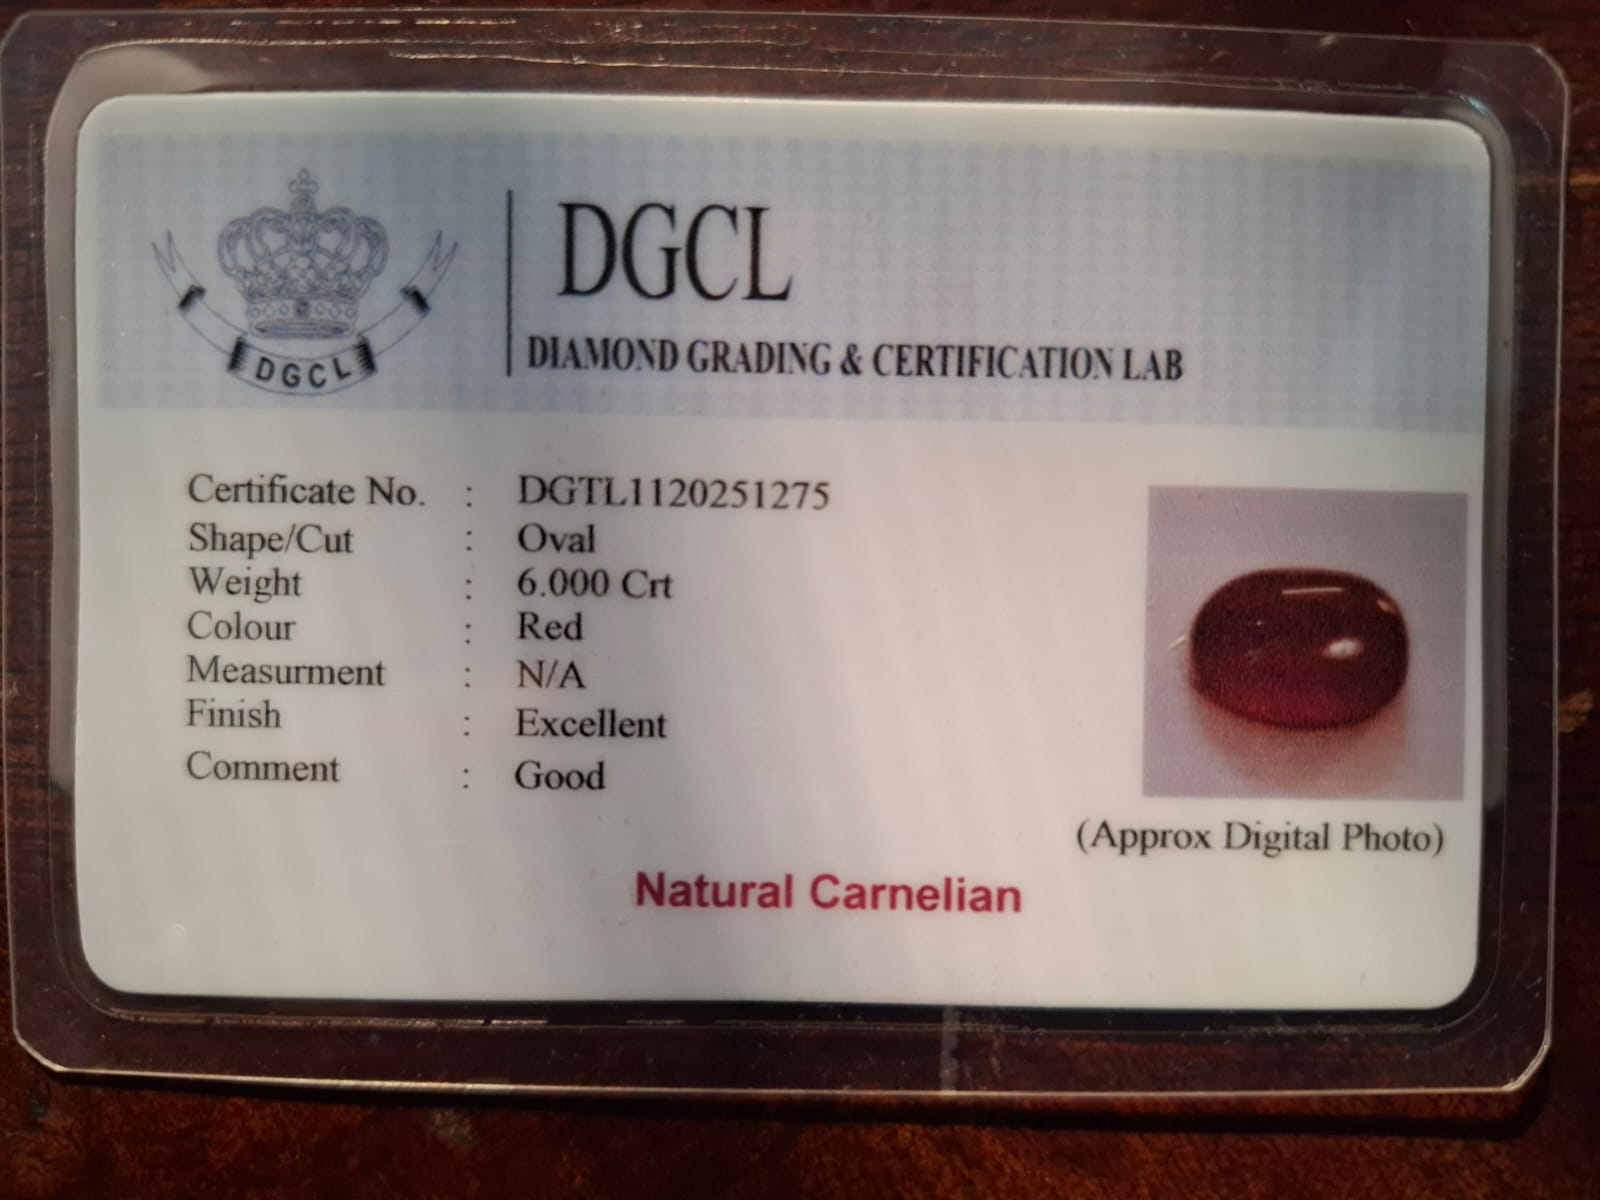 DGCL
DGCL
DIAMOND GRADING & CERTIFICATION LAB
Certificate No. : DGTL1120251275
Shape/Cut : Oval
Weight : 6.000 Crt
Colour : Red
Measurment : N/A
Finish : Excellent
Comment : Good
(Approx Digital Photo)
Natural Carnelian